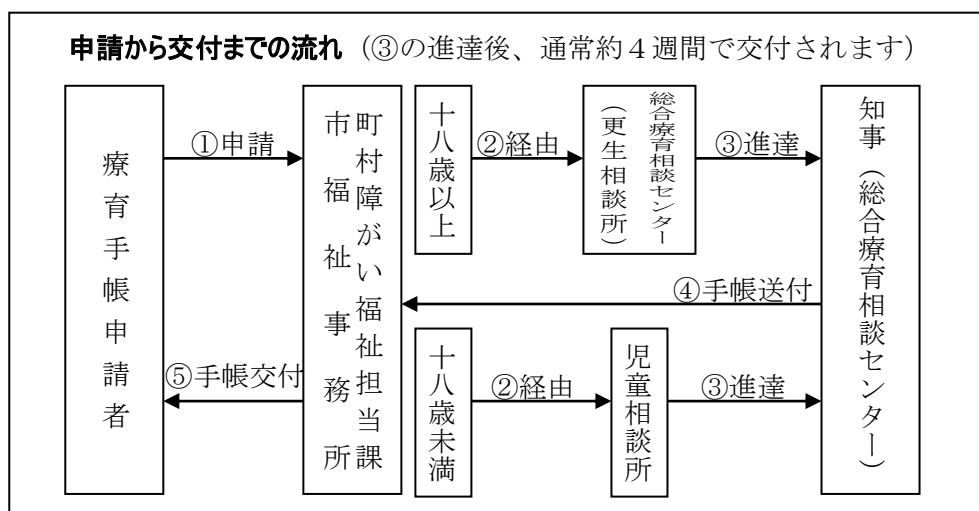 申請から交付までの流れ（③の進達後、通常約４週間で交付されます）
療育手帳申請者
①申請
町村障がい福祉担当課
市福祉事務所
十八歳以上
②経由
総合療育相談センター
（更生相談所）
③進達
知事（総合療育相談センター）
④手帳送付
⑤手帳交付
十八歳未満
②経由
児童相談所
③進達